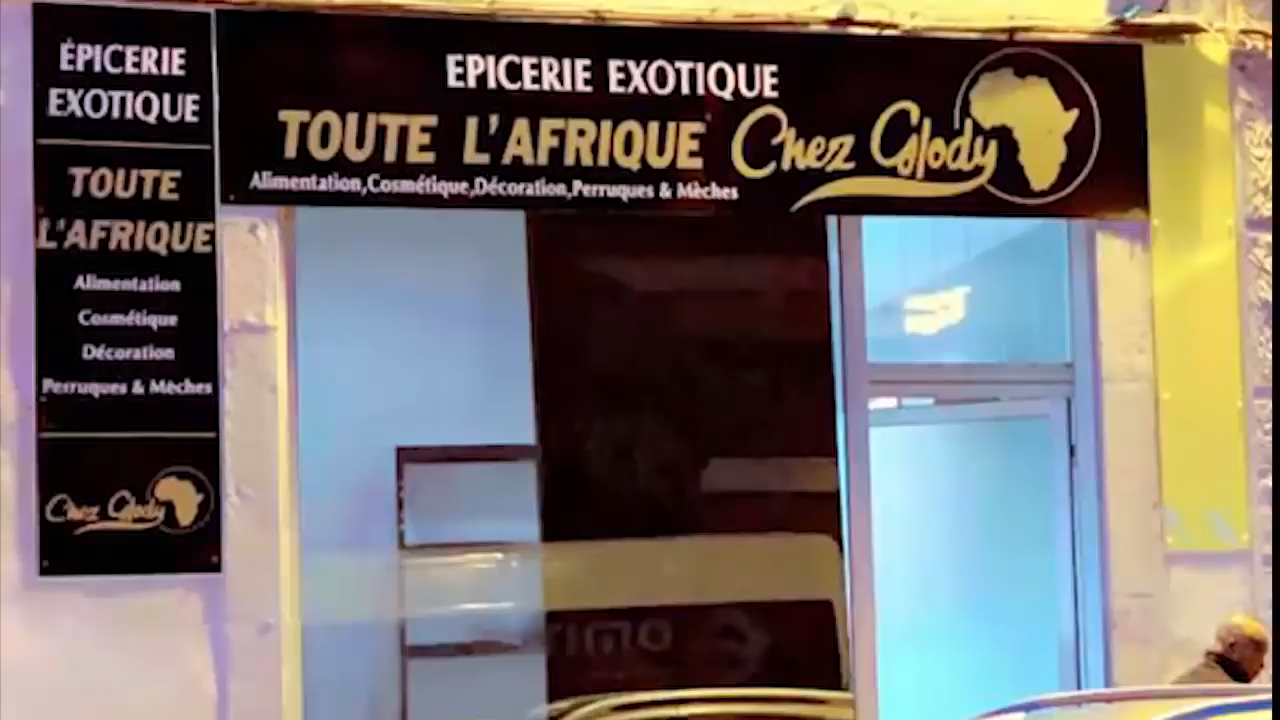 ÉPICERIE
EXOTIQUE
TOUTE
L'AFRIQUE
Alimentation
Cosmétique
Décoration
Perruques & Mèches
Chez Glody
EPICERIE EXOTIQUE
TOUTE L'AFRIQUE Chez Glody
Alimentation,Cosmétique,Décoration,Perruques & Mèches